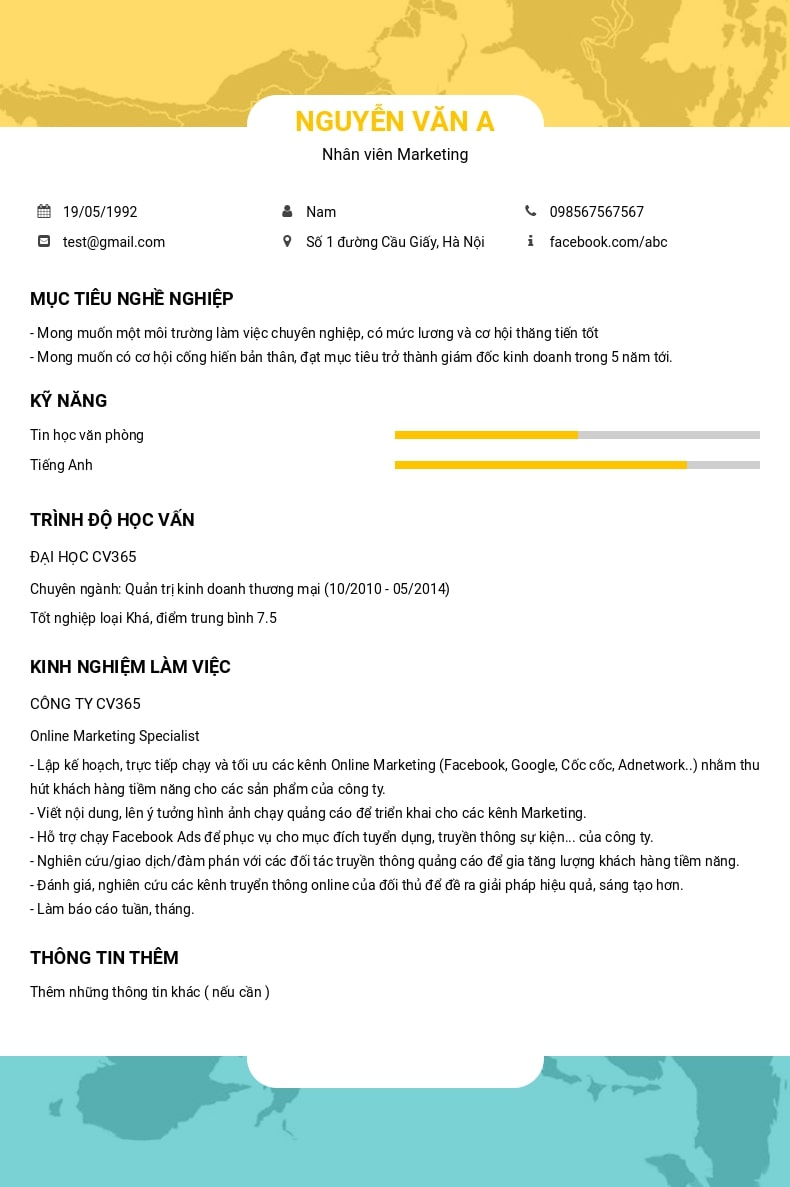 NGUYỄN VĂN A
Nhân viên Marketing
19/05/1992
Nam
098567567567
test@gmail.com
Số 1 đường Cầu Giấy, Hà Nội
facebook.com/abc
MỤC TIÊU NGHỀ NGHIỆP
- Mong muốn một môi trường làm việc chuyên nghiệp, có mức lương và cơ hội thăng tiến tốt
- Mong muốn có cơ hội cống hiến bản thân, đạt mục tiêu trở thành giám đốc kinh doanh trong 5 năm tới.
KỸ NĂNG
Tin học văn phòng
Tiếng Anh
TRÌNH ĐỘ HỌC VẤN
ĐẠI HỌC CV365
Chuyên ngành: Quản trị kinh doanh thương mại (10/2010 - 05/2014)
Tốt nghiệp loại Khá, điểm trung bình 7.5
KINH NGHIỆM LÀM VIỆC
CÔNG TY CV365
Online Marketing Specialist
- Lập kế hoạch, trực tiếp chạy và tối ưu các kênh Online Marketing (Facebook, Google, Cốc cốc, Adnetwork..) nhằm thu
hút khách hàng tiềm năng cho các sản phẩm của công ty.
- Viết nội dung, lên ý tưởng hình ảnh chạy quảng cáo để triển khai cho các kênh Marketing.
- Hỗ trợ chạy Facebook Ads để phục vụ cho mục đích tuyển dụng, truyền thông sự kiện... của công ty.
- Nghiên cứu/giao dịch/đàm phán với các đối tác truyền thông quảng cáo để gia tăng lượng khách hàng tiềm năng.
- Đánh giá, nghiên cứu các kênh truyển thông online của đối thủ để đề ra giải pháp hiệu quả, sáng tạo hơn.
- Làm báo cáo tuần, tháng.
THÔNG TIN THÊM
Thêm những thông tin khác ( nếu cần )